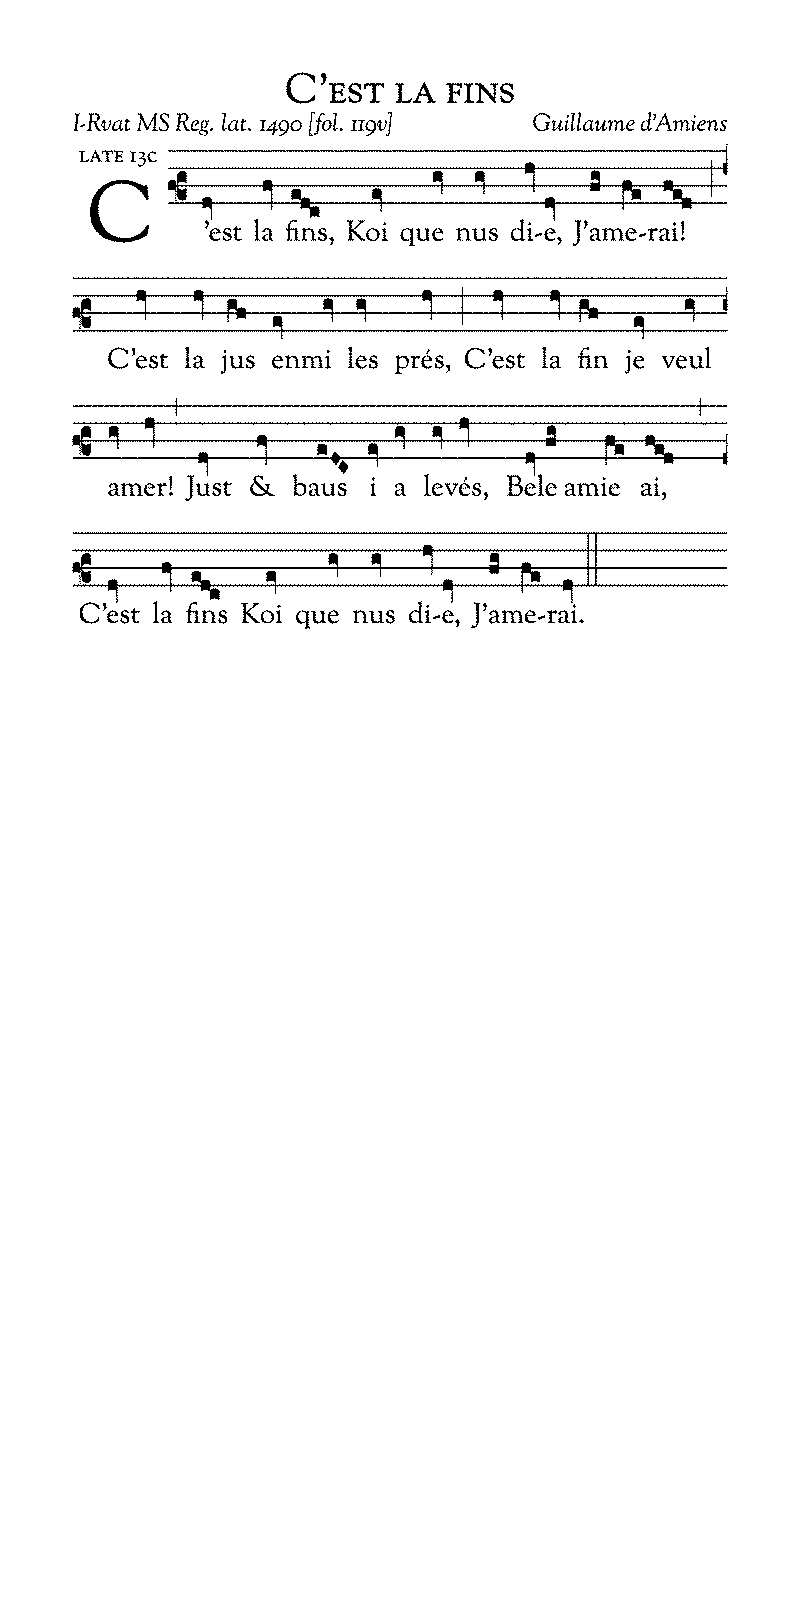 C'est la fins
I-Rvat MS Reg. lat. 1490 [fol. 119v] Guillaume d'Amiens
late 13c
C'est la fins, Koi que nus di-e, J'ame-rai!
C'est la jus enmi les prés, C'est la fin je veul
amer! Just & baus i a levés, Bele amie ai,
C'est la fins Koi que nus di-e, J'ame-rai.